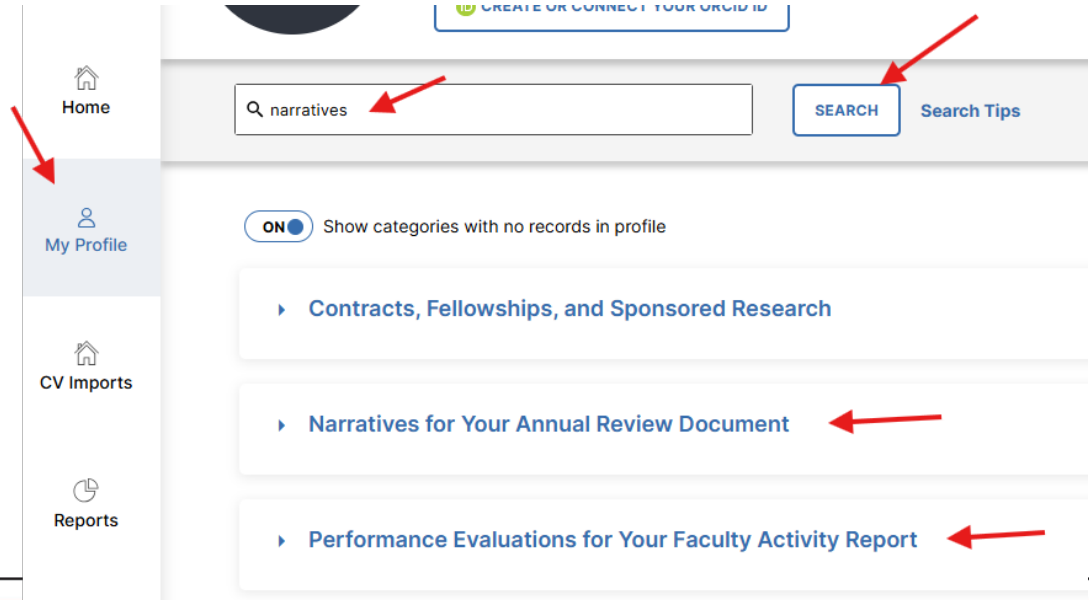 iD CREATE OR CONNECT YOUR ORCID ID
Home
narratives
SEARCH
Search Tips
My Profile
ON
Show categories with no records in profile
Contracts, Fellowships, and Sponsored Research
CV Imports
Narratives for Your Annual Review Document
Reports
Performance Evaluations for Your Faculty Activity Report